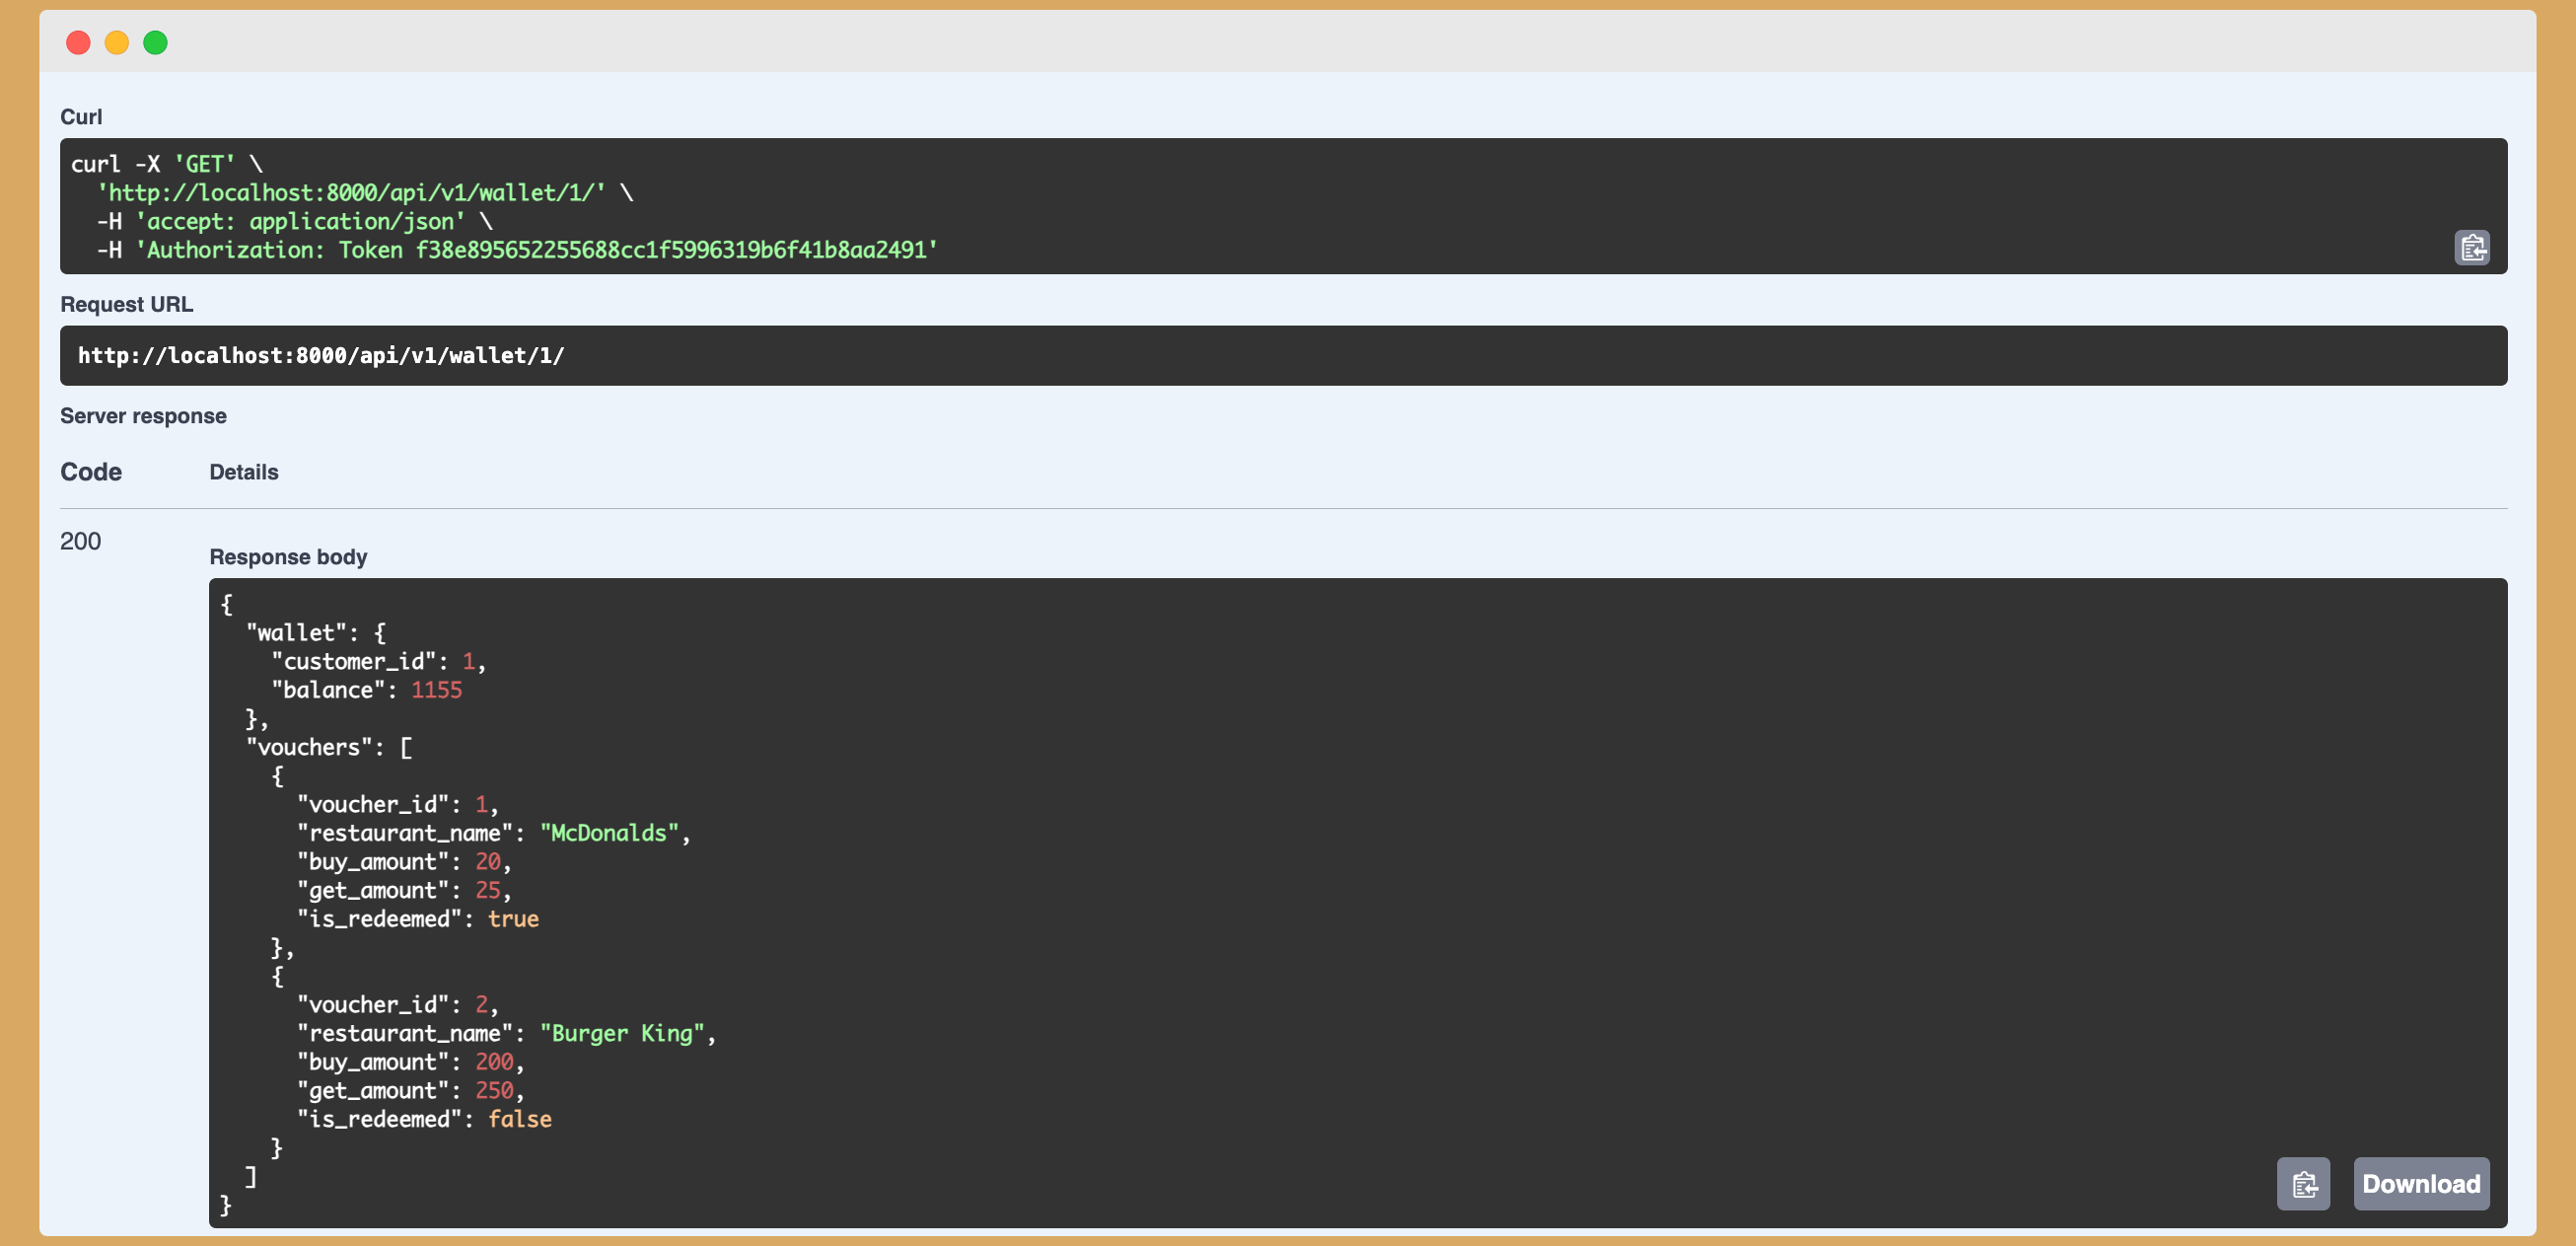 Curl
curl -X 'GET' \
  'http://localhost:8000/api/v1/wallet/1/' \
  -H 'accept: application/json' \
  -H 'Authorization: Token f38e895652255688cc1f5996319b6f41b8aa2491'
Request URL
http://localhost:8000/api/v1/wallet/1/
Server response
Code Details
200
Response body
{
  "wallet": {
    "customer_id": 1,
    "balance": 1155
  },
  "vouchers": [
    {
      "voucher_id": 1,
      "restaurant_name": "McDonalds",
      "buy_amount": 20,
      "get_amount": 25,
      "is_redeemed": true
    },
    {
      "voucher_id": 2,
      "restaurant_name": "Burger King",
      "buy_amount": 200,
      "get_amount": 250,
      "is_redeemed": false
    }
  ]
}
Download